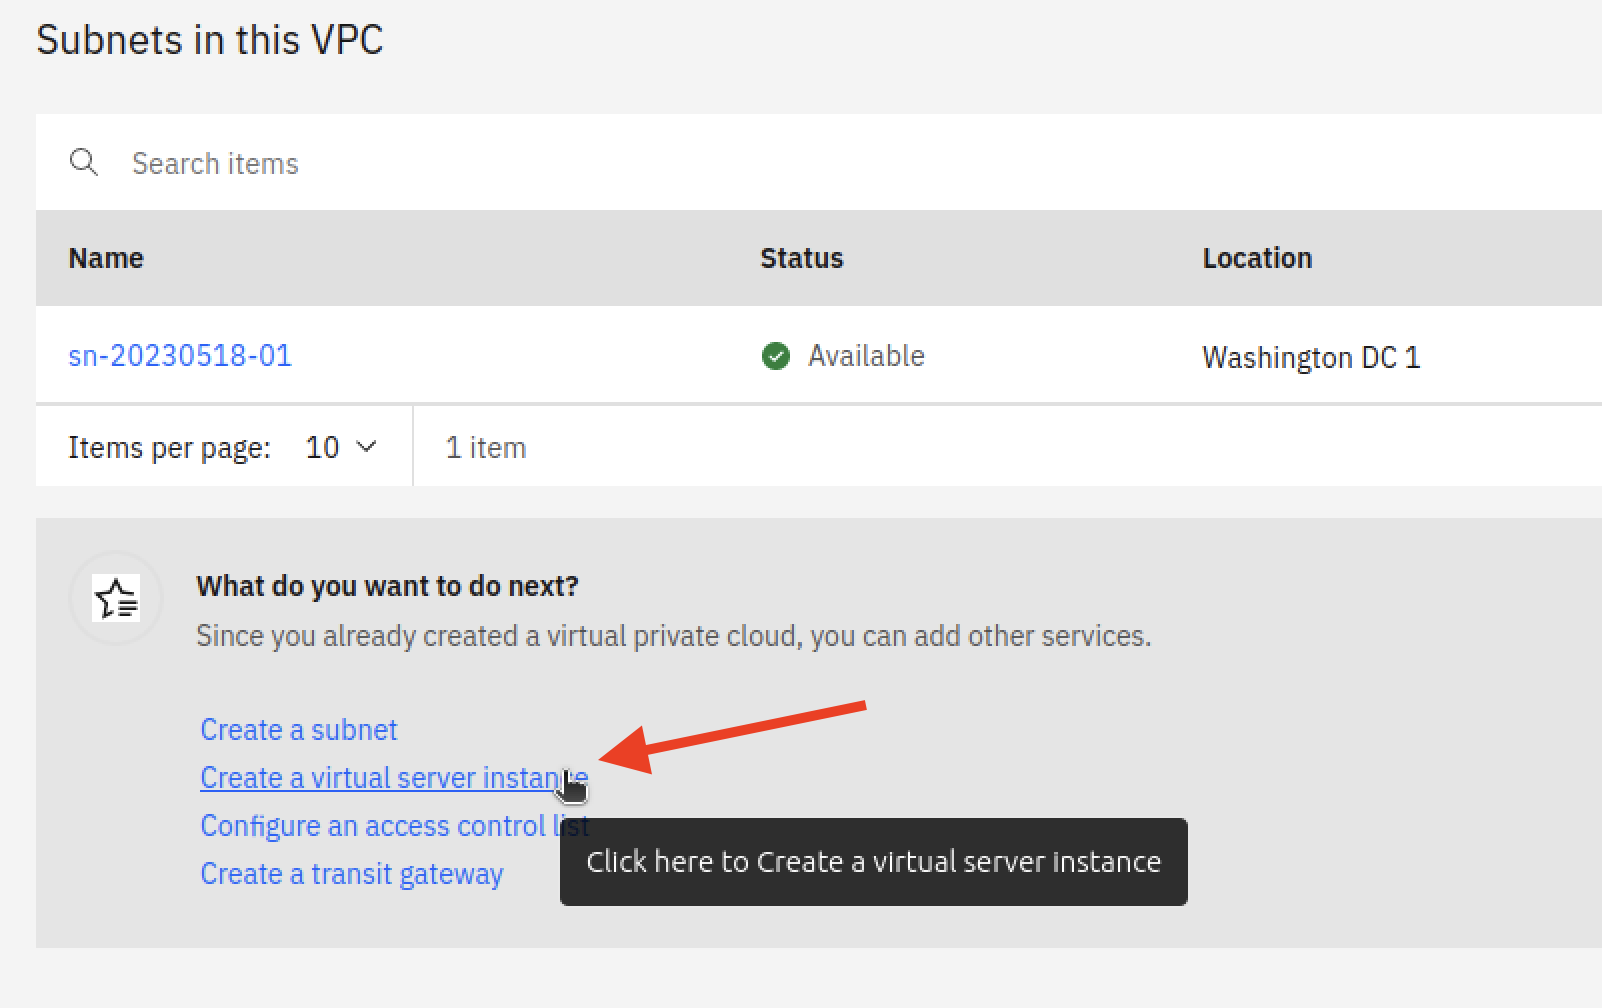 Subnets in this VPC
Search items
Name Status Location
sn-20230518-01 Available Washington DC 1
Items per page: 10 1 item
What do you want to do next?
Since you already created a virtual private cloud, you can add other services.
Create a subnet
Create a virtual server instance
Configure an access control list
Create a transit gateway
Click here to Create a virtual server instance